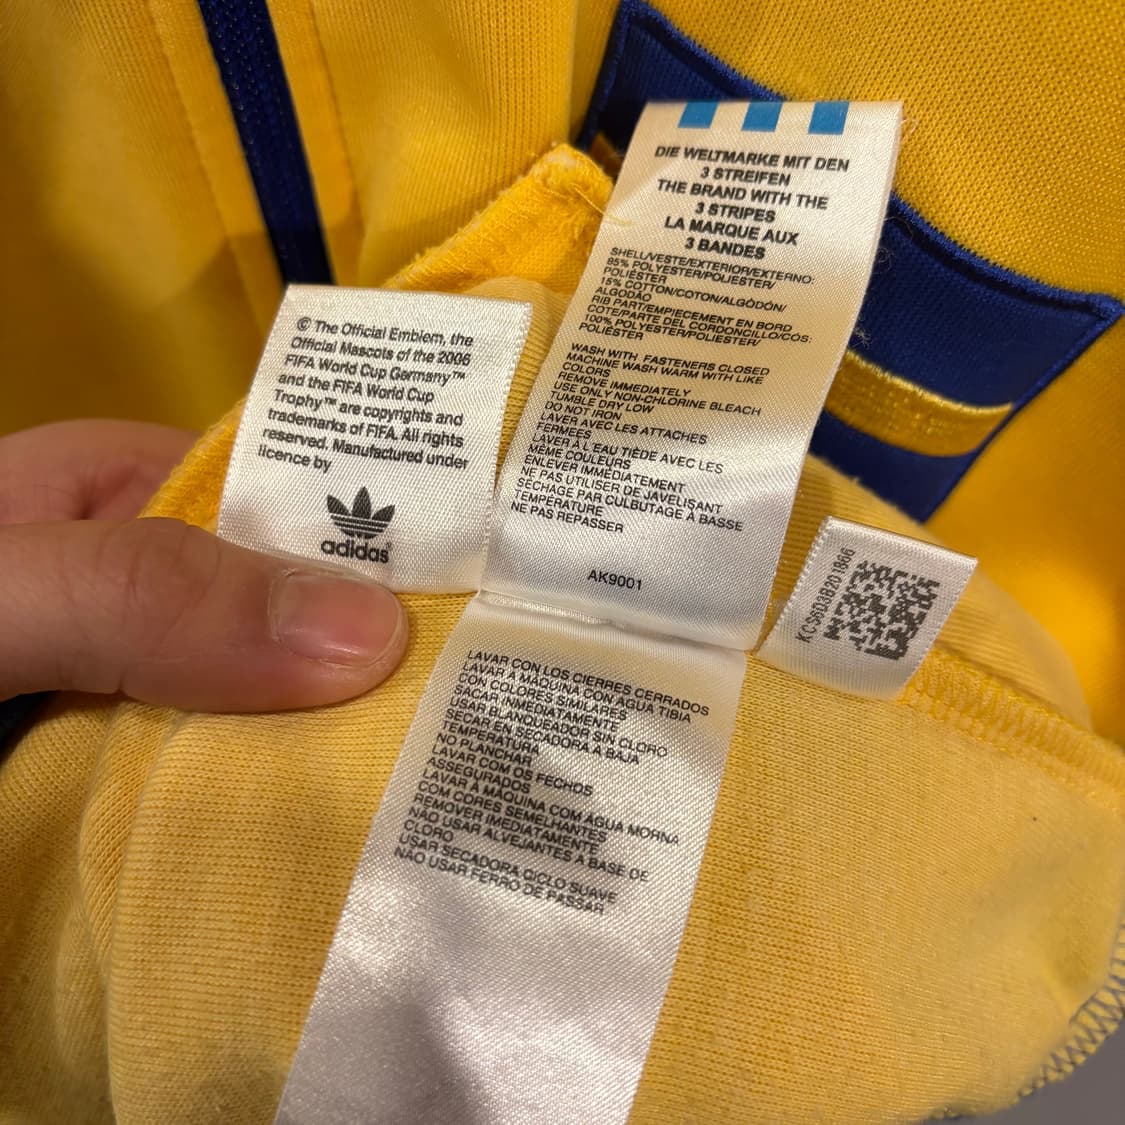 © The Official Emblem, the
Official Mascots of the 2006
FIFA World Cup Germany™
and the FIFA World Cup
Trophy™ are copyrights and
trademarks of FIFA. All rights
reserved. Manufactured under
licence by
adidas
DIE WELTMARKE MIT DEN
3 STREIFEN
THE BRAND WITH THE
3 STRIPES
LA MARQUE AUX
3 BANDES
SHELL/VESTE/EXTERIOR/EXTERNO:
85% POLYESTER/POLIESTER/
POLIÉSTER
15% COTTON/COTON/ALGODÓN/
ALGODÃO
RIB PART/EMPIECEMENT EN BORD
COTE/PARTE DEL CORDONCILLO/CÓS:
100% POLYESTER/POLIESTER/
POLIÉSTER
WASH WITH FASTENERS CLOSED
MACHINE WASH WARM WITH LIKE
COLORS
REMOVE IMMEDIATELY
USE ONLY NON-CHLORINE BLEACH
TUMBLE DRY LOW
DO NOT IRON
LAVER AVEC LES ATTACHES
FERMÉES
LAVER À L'EAU TIÈDE AVEC LES
MÊME COULEURS
ENLEVER IMMÉDIATEMENT
NE PAS UTILISER DE JAVELISANT
SÉCHAGE PAR CULBUTAGE À BASSE
TEMPÉRATURE
NE PAS REPASSER
AK9001
KCS6D3B201866
LAVAR CON LOS CIERRES CERRADOS
LAVAR A MÁQUINA CON AGUA TIBIA
CON COLORES SIMILARES
SACAR INMEDIATAMENTE
USAR BLANQUEADOR SIN CLORO
SECAR EN SECADORA A BAJA
TEMPERATURA
NO PLANCHAR
LAVAR COM OS FECHOS
ASSEGURADOS
LAVAR À MÁQUINA COM ÁGUA MORNA
COM CORES SEMELHANTES
REMOVER IMEDIATAMENTE
NÃO USAR ALVEJANTES A BASE DE
CLORO
USAR SECADORA CICLO SUAVE
NÃO USAR FERRO DE PASSAR